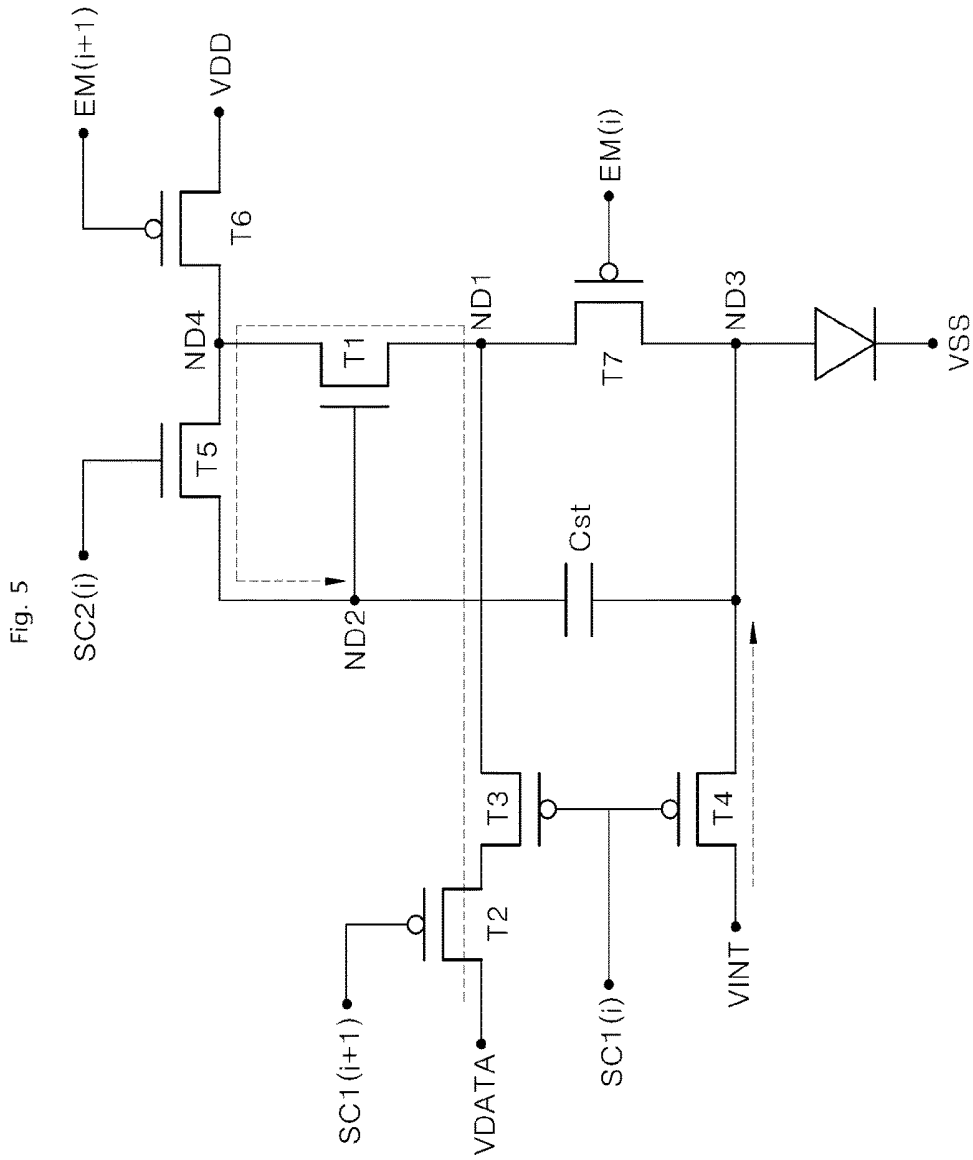 Fig. 5
EM(i+1)
SC2(i)
VDD
T6
ND4
T5
T1
ND2
ND1
EM(i)
T7
Cst
ND3
VSS
SC1(i+1)
T2
T3
VDATA
SC1(i)
T4
VINT